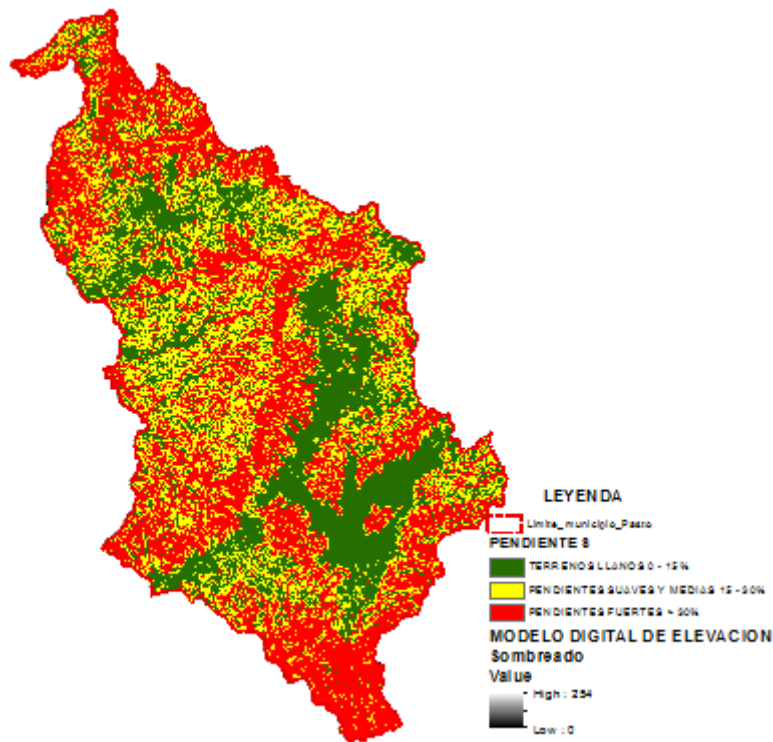 LEYENDA
Limite_municipio_Pasto
PENDIENTES
TERRENOS LLANOS 0 - 15%
PENDIENTES SUAVES Y MEDIAS 15 - 30%
PENDIENTES FUERTES > 30%
MODELO DIGITAL DE ELEVACION
Sombreado
Value
High : 254
Low : 0